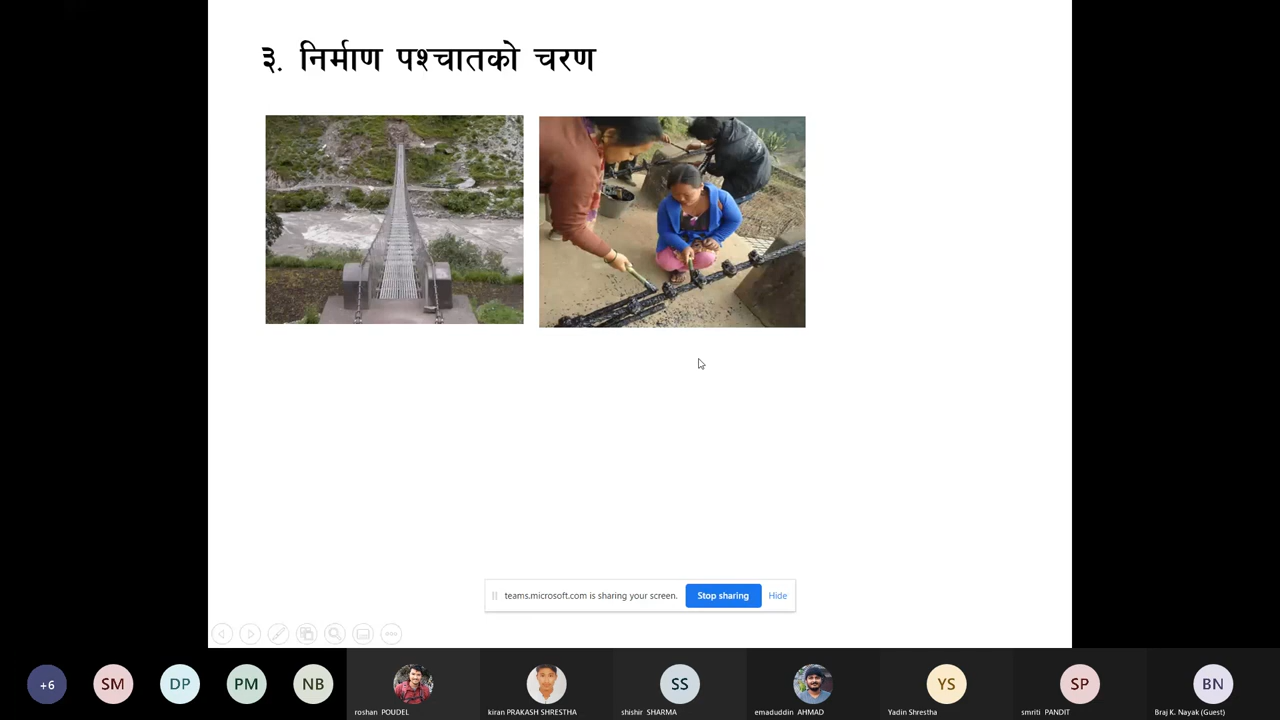 ३. निर्माण पश्चातको चरण
teams.microsoft.com is sharing your screen.
Stop sharing
Hide
+6
SM
DP
PM
NB
SS
YS
SP
BN
roshan POUDEL
kiran PRAKASH SHRESTHA
shishir SHARMA
emaduddin AHMAD
Yadin Shrestha
smriti PANDIT
Braj K. Nayak (Guest)